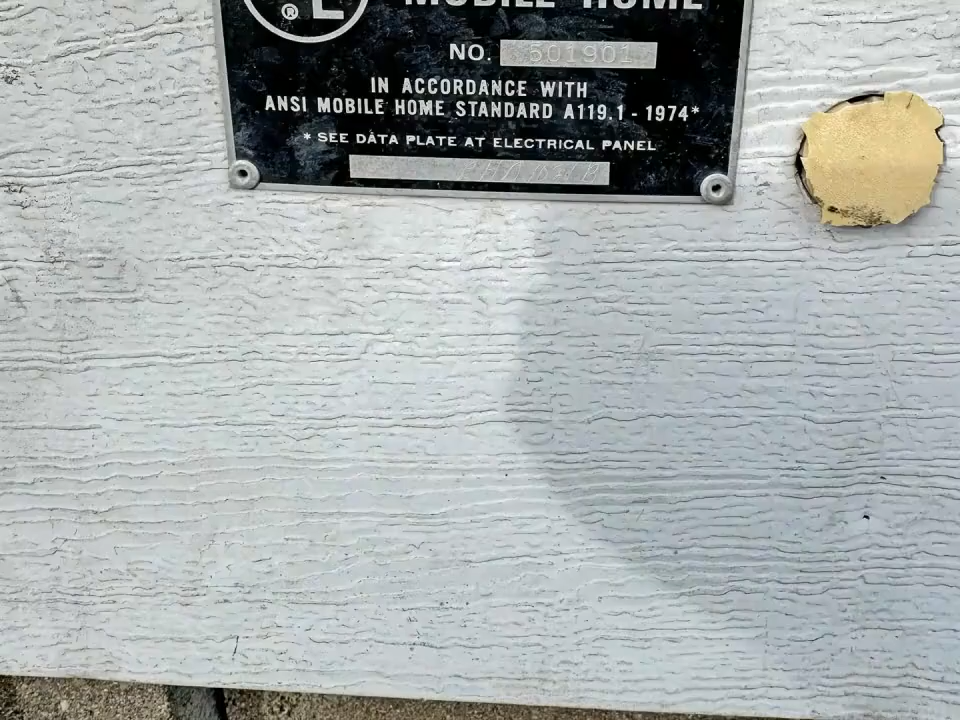 ® L MOBILE HOME
NO. 501901
IN ACCORDANCE WITH
ANSI MOBILE HOME STANDARD A119.1 - 1974*
* SEE DATA PLATE AT ELECTRICAL PANEL